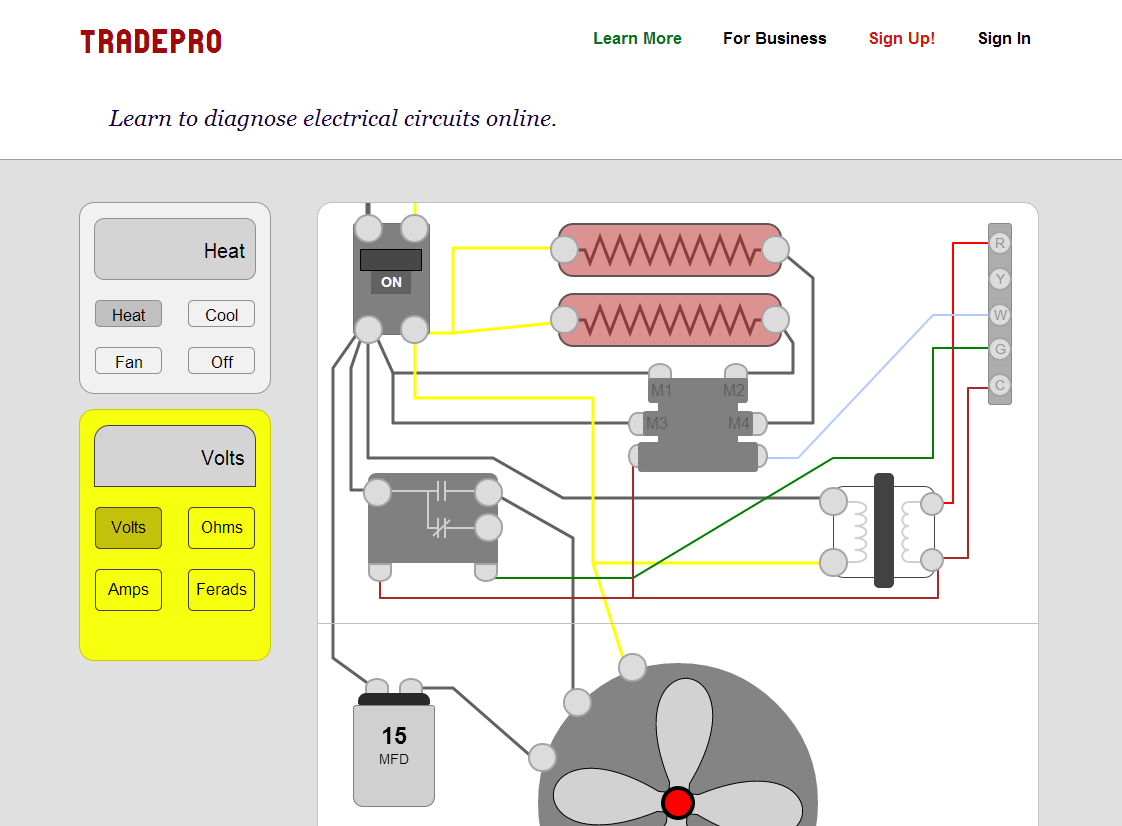 TRADEPRO
Learn More For Business Sign Up! Sign In
Learn to diagnose electrical circuits online.
Heat
Heat Cool
Fan Off
Volts
Volts Ohms
Amps Ferads
ON
M1 M2
M3 M4
R
Y
W
G
C
15
MFD